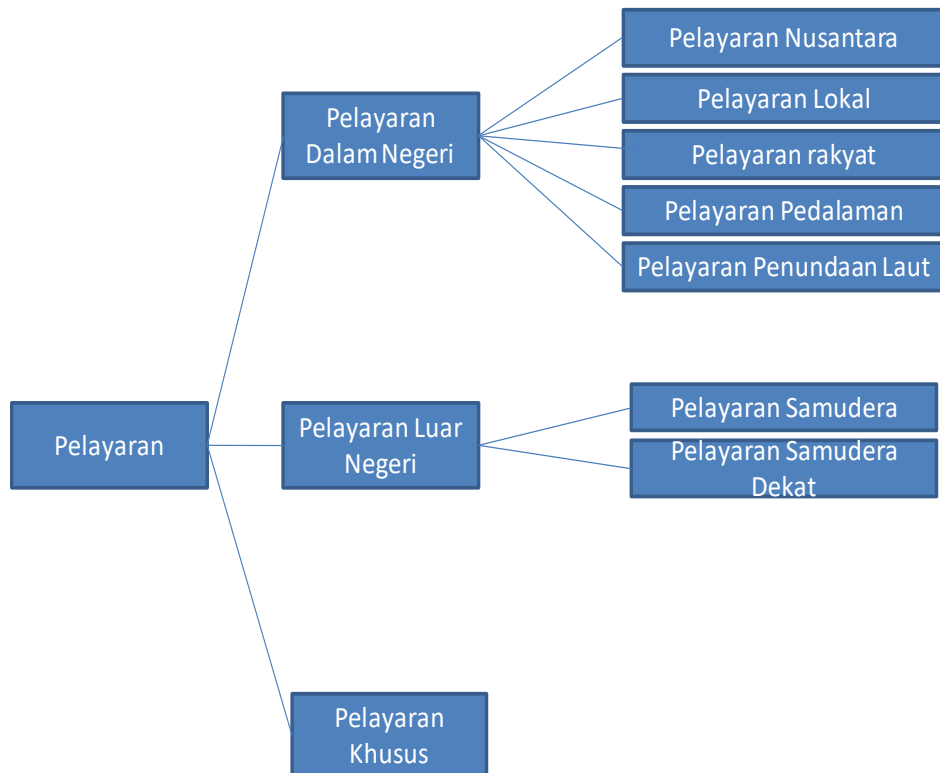 Pelayaran Nusantara
Pelayaran Lokal
Pelayaran rakyat
Pelayaran Pedalaman
Pelayaran Penundaan Laut
Pelayaran
Dalam Negeri
Pelayaran Samudera
Pelayaran Samudera
Dekat
Pelayaran Luar
Negeri
Pelayaran
Pelayaran
Khusus